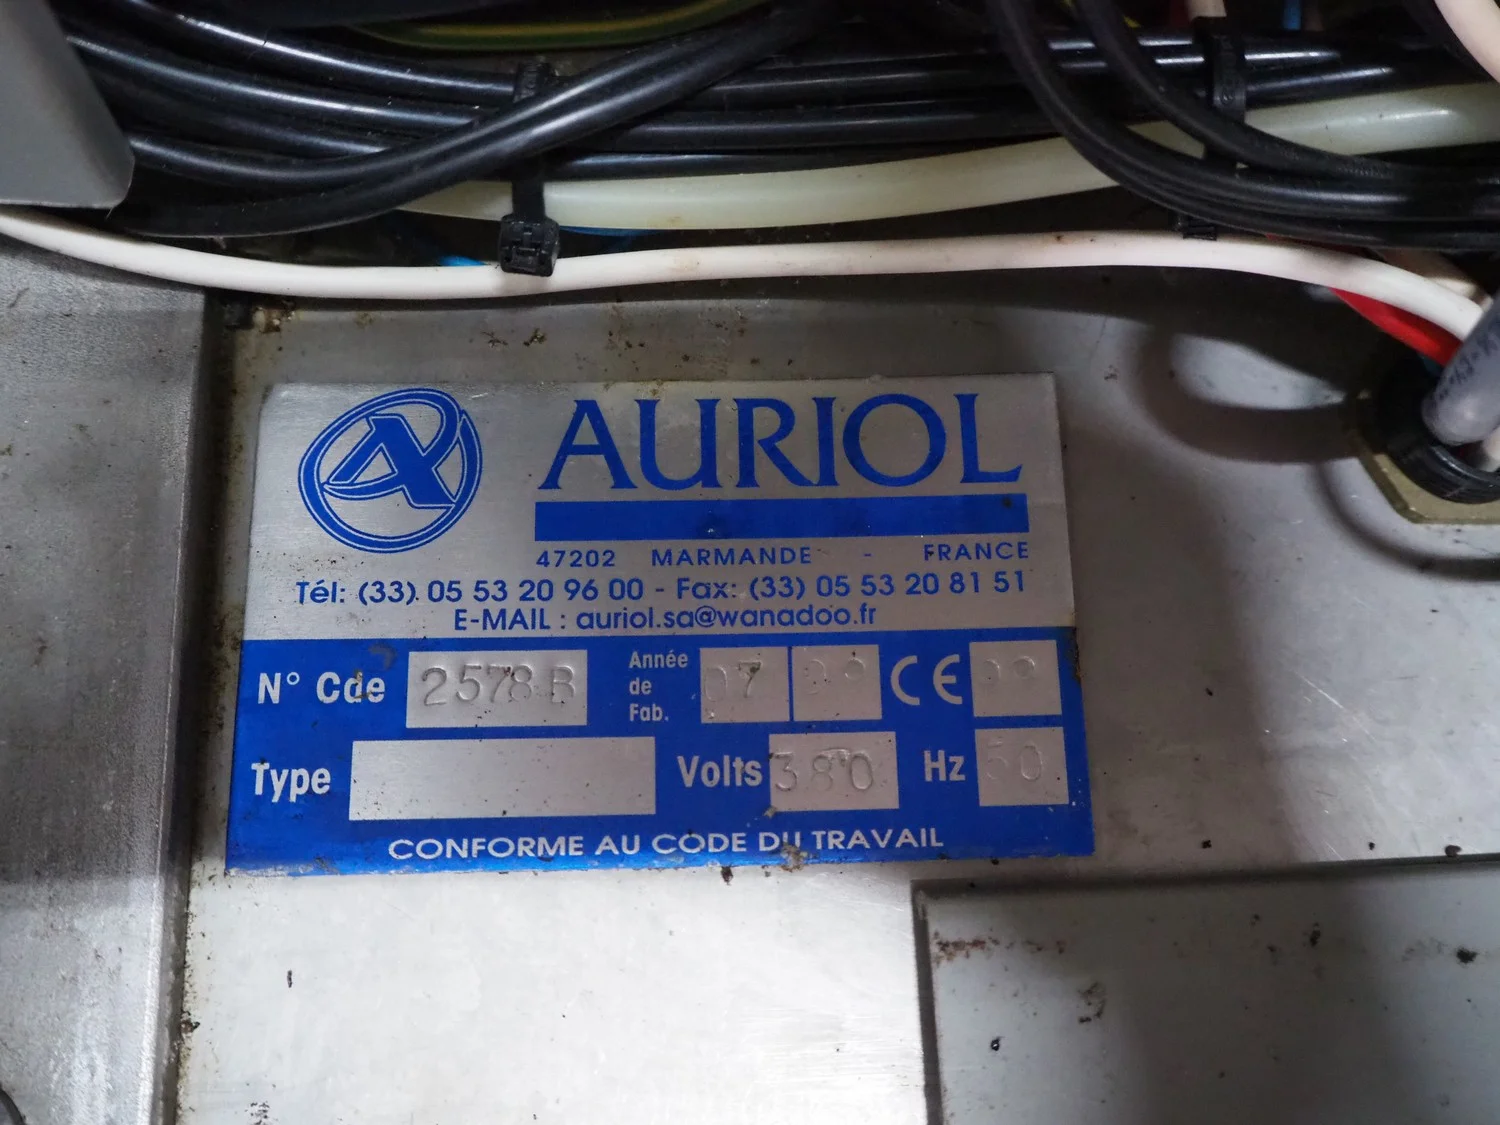 AURIOL
47202 MARMANDE - FRANCE
Tél: (33) 05 53 20 96 00 - Fax: (33) 05 53 20 81 51
E-MAIL : auriol.sa@wanadoo.fr
N° Cde 2578 B Année de Fab. 07 CE
Type Volts 380 Hz 50
CONFORME AU CODE DU TRAVAIL